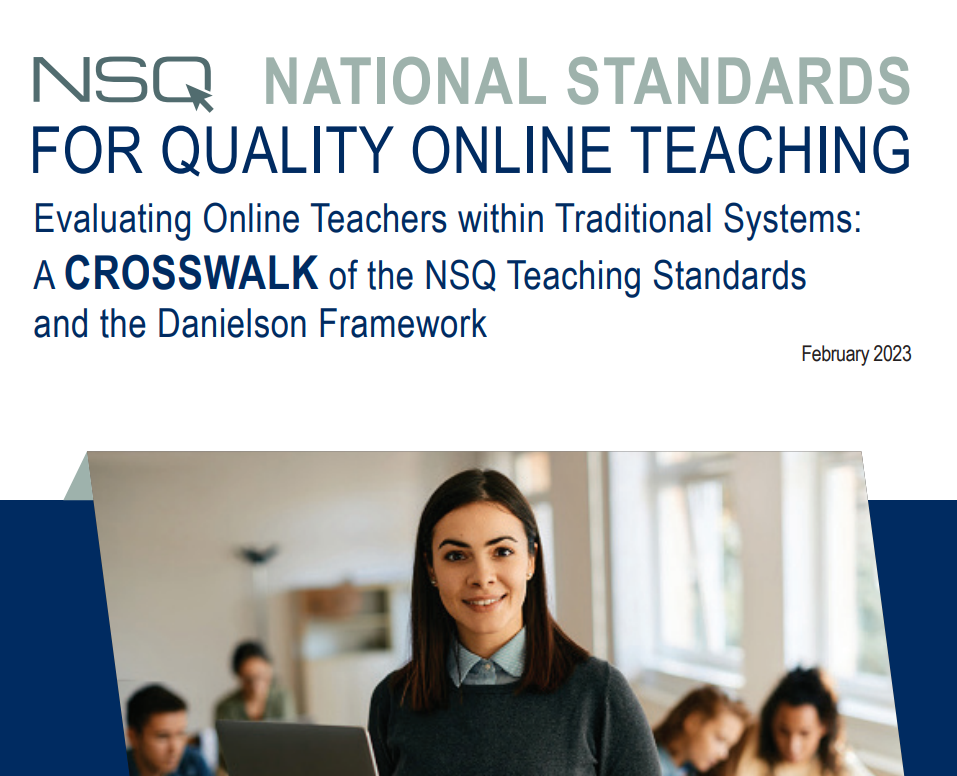 NSQ NATIONAL STANDARDS
FOR QUALITY ONLINE TEACHING
Evaluating Online Teachers within Traditional Systems:
A CROSSWALK of the NSQ Teaching Standards
and the Danielson Framework
February 2023